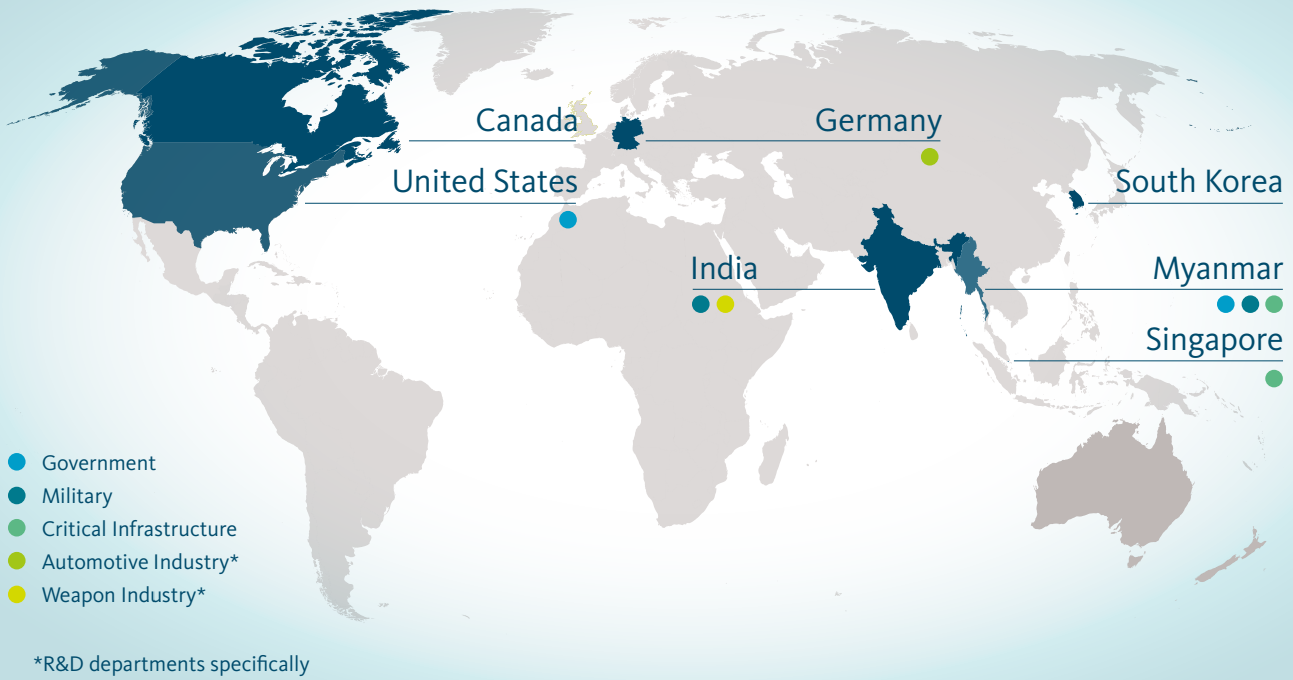 Canada
Germany
United States
South Korea
India
Myanmar
Singapore
Government
Military
Critical Infrastructure
Automotive Industry*
Weapon Industry*
*R&D departments specifically